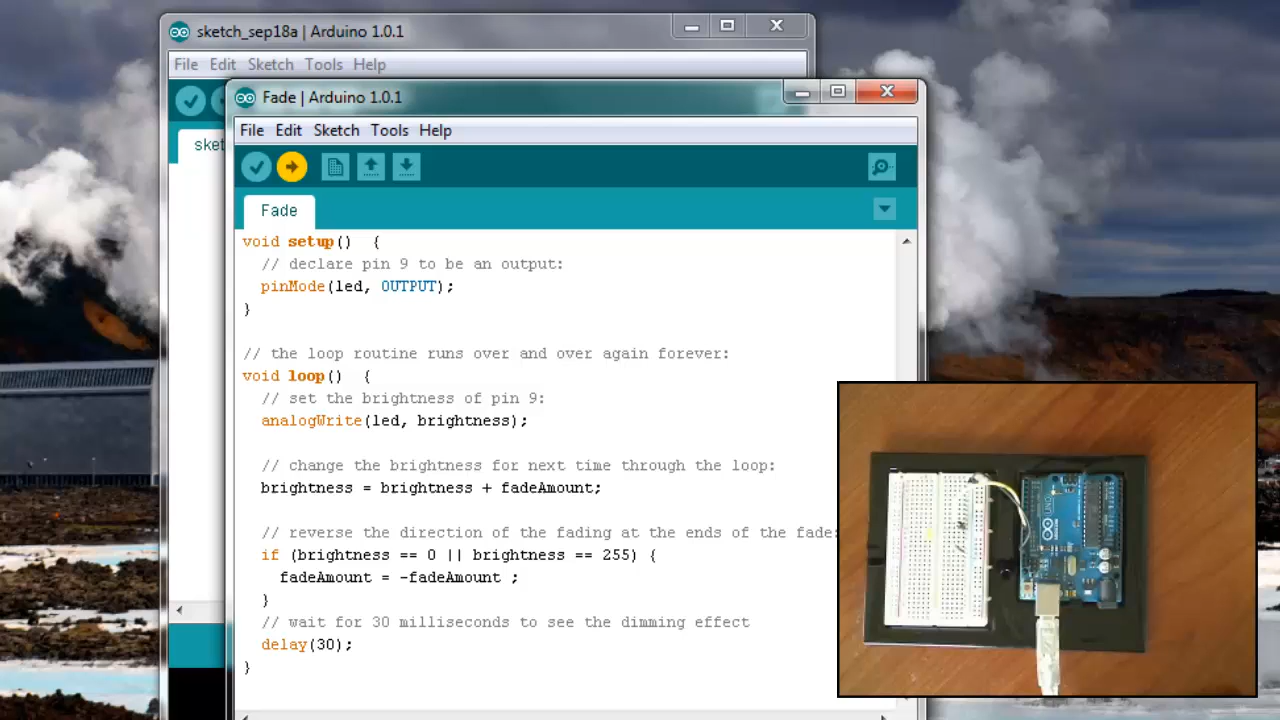 sketch_sep18a | Arduino 1.0.1
File Edit Sketch Tools Help
sket
Fade | Arduino 1.0.1
File Edit Sketch Tools Help
Fade
void setup()  {
  // declare pin 9 to be an output:
  pinMode(led, OUTPUT);
}
// the loop routine runs over and over again forever:
void loop()  {
  // set the brightness of pin 9:
  analogWrite(led, brightness);
  // change the brightness for next time through the loop:
  brightness = brightness + fadeAmount;
  // reverse the direction of the fading at the ends of the fade:
  if (brightness == 0 || brightness == 255) {
    fadeAmount = -fadeAmount ;
  }
  // wait for 30 milliseconds to see the dimming effect
  delay(30);
}
UNO